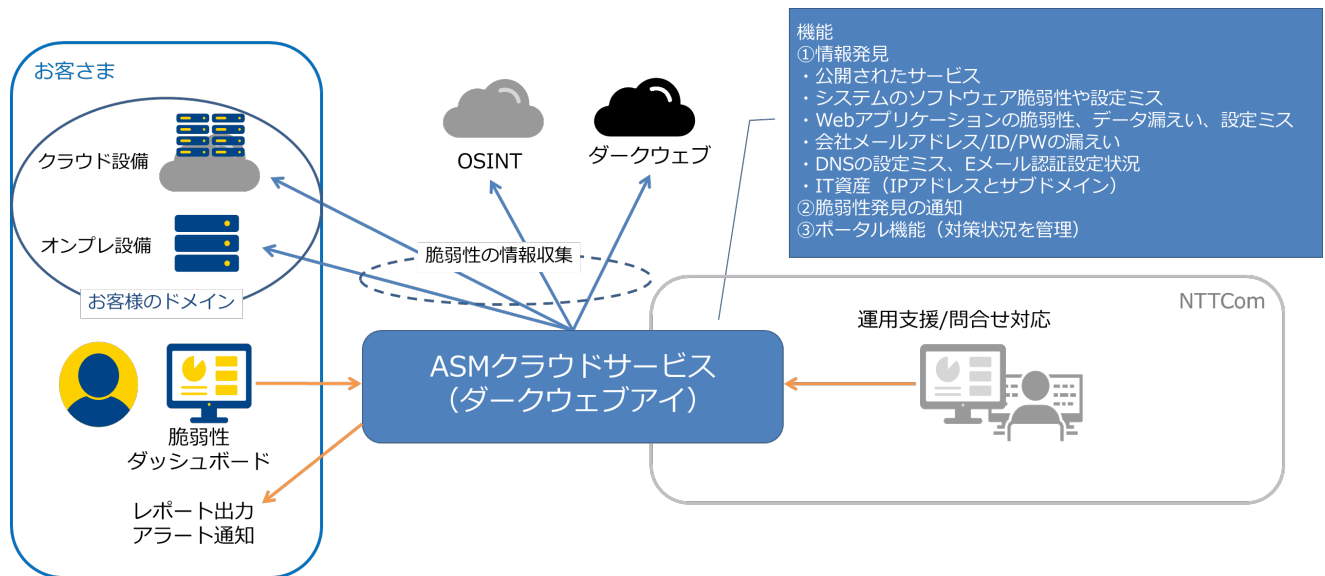 お客さま
クラウド設備
オンプレ設備
お客様のドメイン
脆弱性
ダッシュボード
レポート出力
アラート通知
OSINT
ダークウェブ
脆弱性の情報収集
ASMクラウドサービス
（ダークウェブアイ）
機能
①情報発見
・公開されたサービス
・システムのソフトウェア脆弱性や設定ミス
・Webアプリケーションの脆弱性、データ漏えい、設定ミス
・会社メールアドレス/ID/PWの漏えい
・DNSの設定ミス、Eメール認証設定状況
・IT資産（IPアドレスとサブドメイン）
②脆弱性発見の通知
③ポータル機能（対策状況を管理）
NTTCom
運用支援/問合せ対応